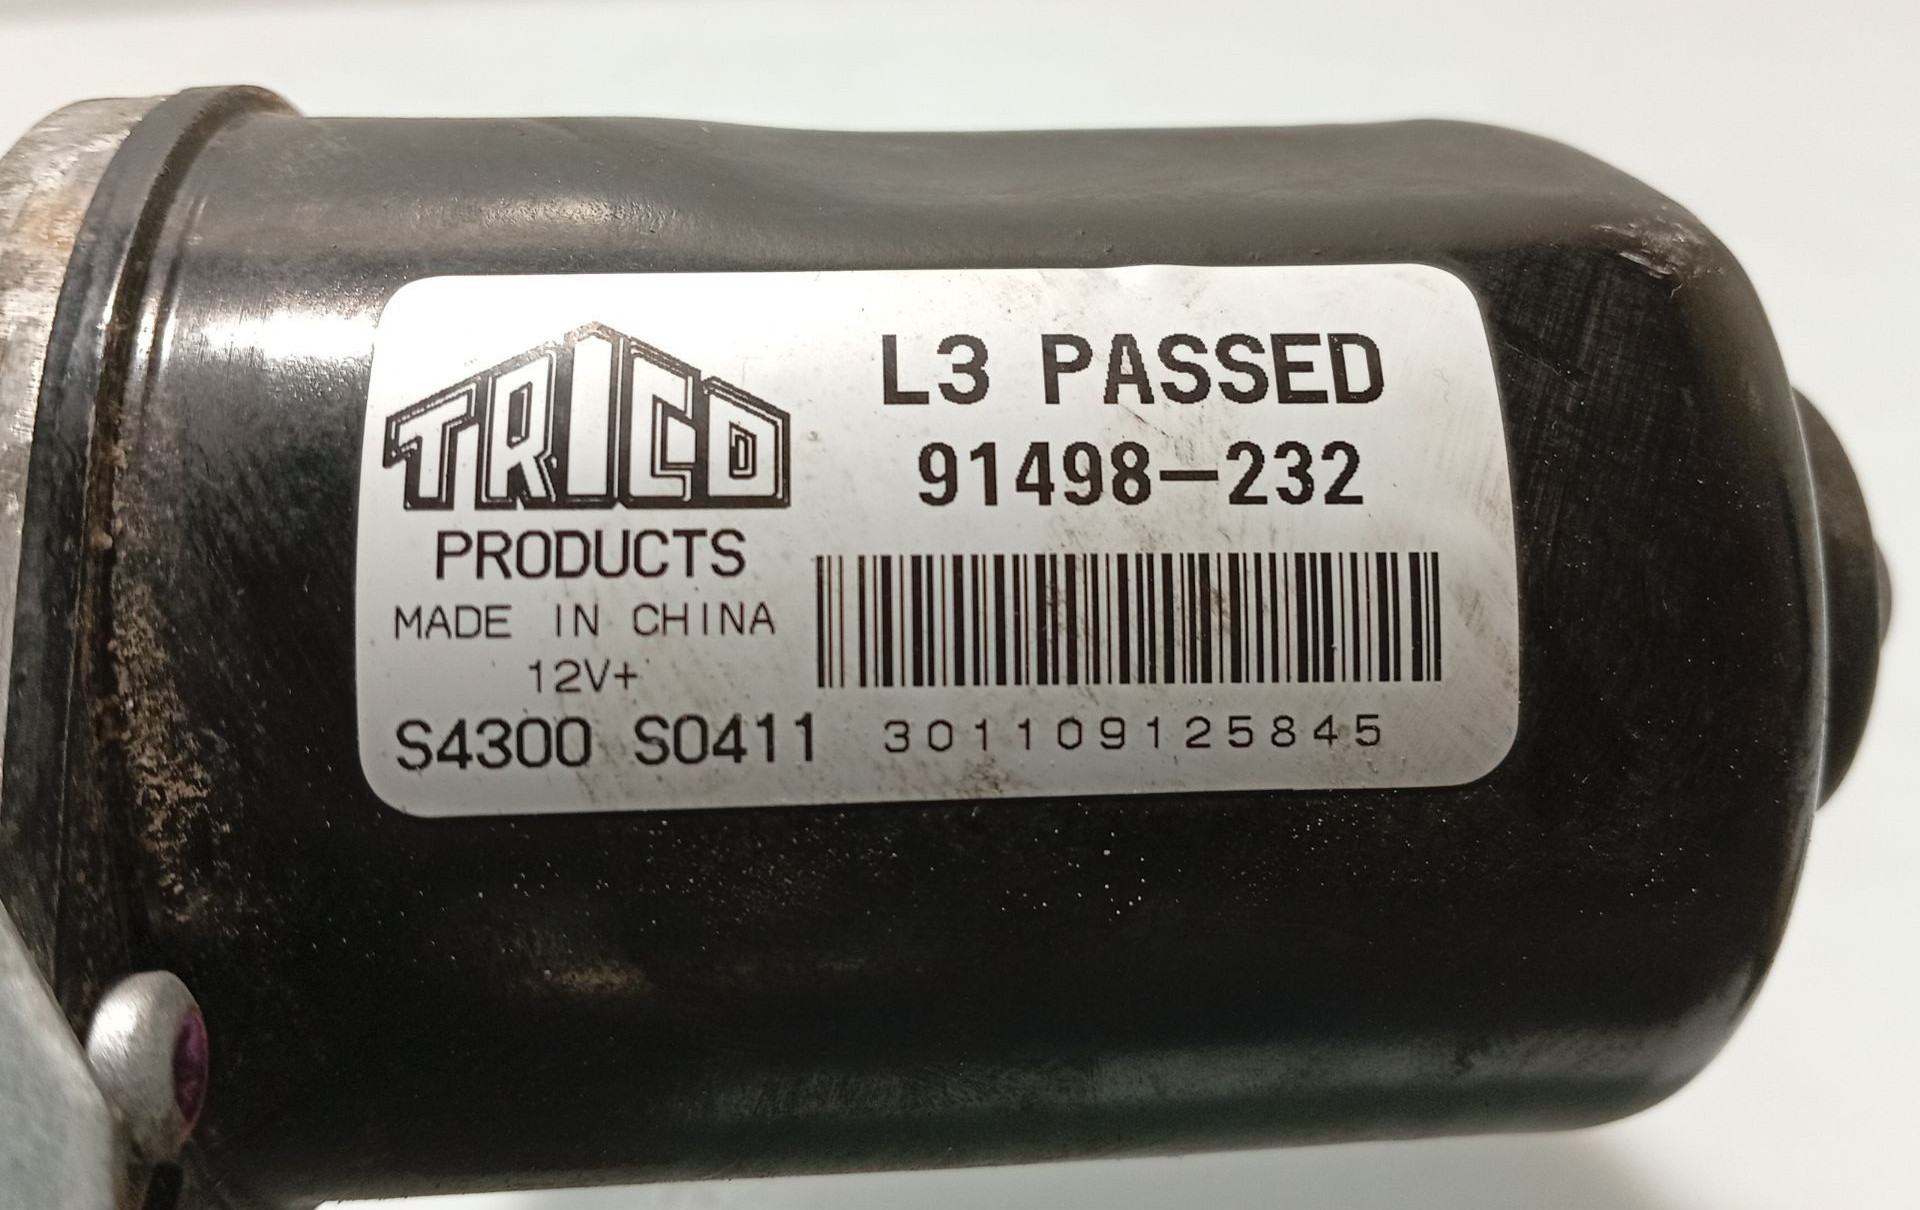 TRICO
PRODUCTS
MADE IN CHINA
12V+
S4300 S0411
L3 PASSED
91498-232
301109125845